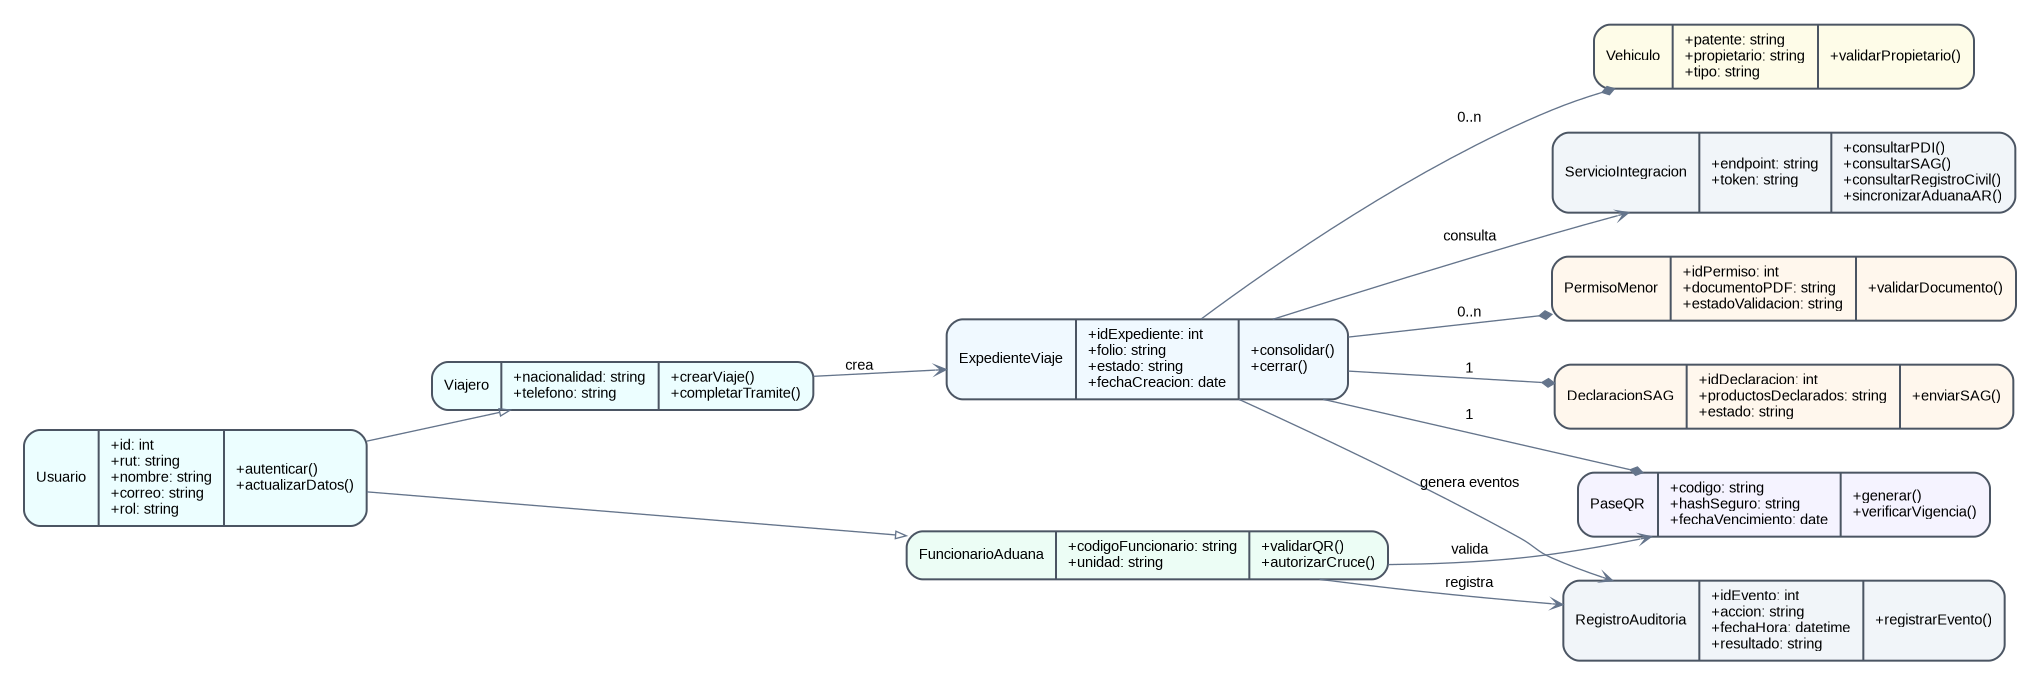 Vehiculo
+patente: string
+propietario: string
+tipo: string
+validarPropietario()
0..n
ServicioIntegracion
+endpoint: string
+token: string
+consultarPDI()
+consultarSAG()
+consultarRegistroCivil()
+sincronizarAduanaAR()
consulta
PermisoMenor
+idPermiso: int
+documentoPDF: string
+estadoValidacion: string
+validarDocumento()
0..n
ExpedienteViaje
+idExpediente: int
+folio: string
+estado: string
+fechaCreacion: date
+consolidar()
+cerrar()
Viajero
+nacionalidad: string
+telefono: string
+crearViaje()
+completarTramite()
crea
1
DeclaracionSAG
+idDeclaracion: int
+productosDeclarados: string
+estado: string
+enviarSAG()
1
Usuario
+id: int
+rut: string
+nombre: string
+correo: string
+rol: string
+autenticar()
+actualizarDatos()
genera eventos
PaseQR
+codigo: string
+hashSeguro: string
+fechaVencimiento: date
+generar()
+verificarVigencia()
FuncionarioAduana
+codigoFuncionario: string
+unidad: string
+validarQR()
+autorizarCruce()
valida
registra
RegistroAuditoria
+idEvento: int
+accion: string
+fechaHora: datetime
+resultado: string
+registrarEvento()